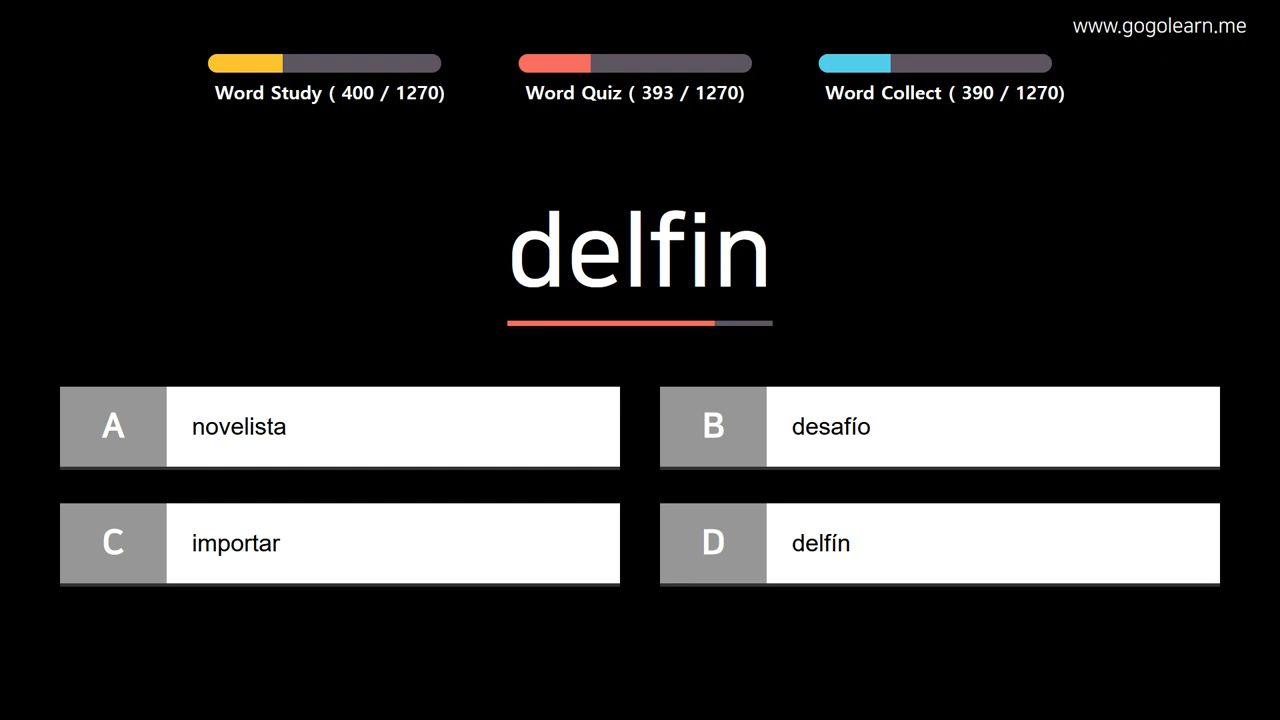 www.gogolearn.me
Word Study ( 400 / 1270)
Word Quiz ( 393 / 1270)
Word Collect ( 390 / 1270)
delfin
A novelista
B desafío
C importar
D delfín